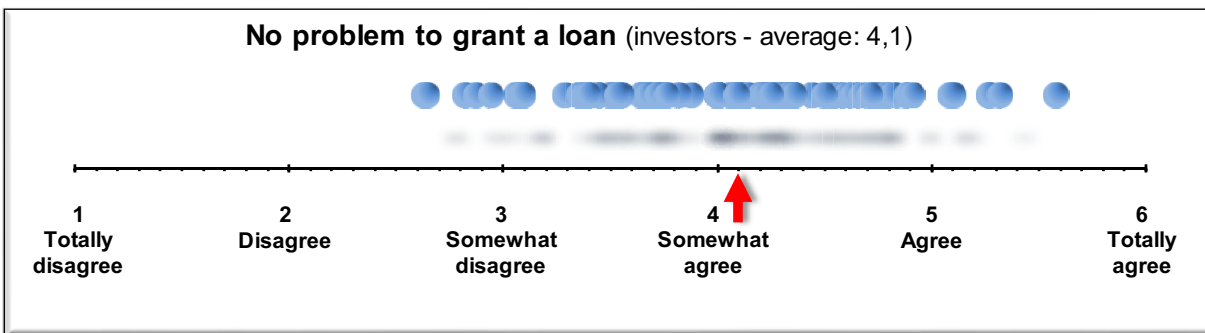 No problem to grant a loan (investors - average: 4,1)
1 2 3 4 5 6
Totally Disagree Somewhat Somewhat Agree Totally
disagree disagree agree agree